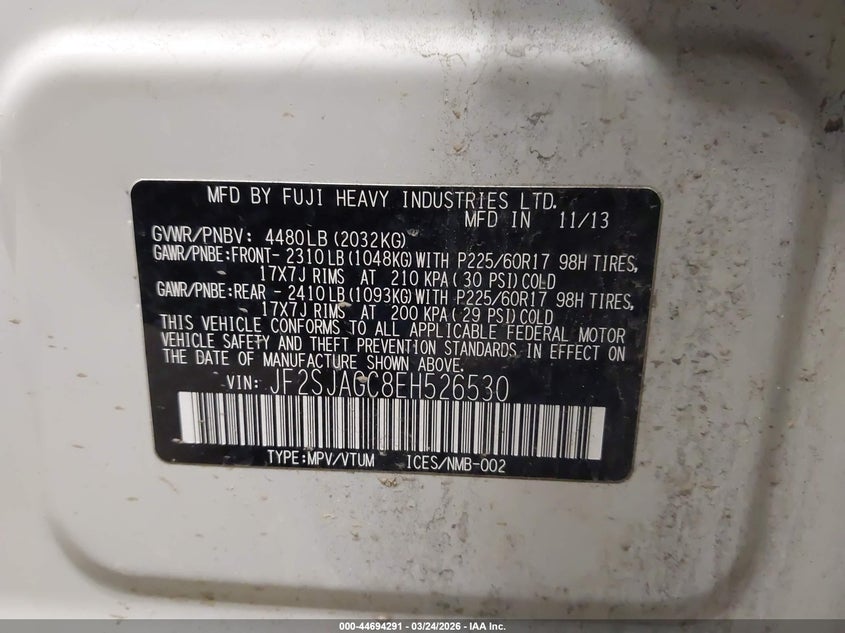 MFD BY FUJI HEAVY INDUSTRIES LTD.
MFD IN 11/13
GVWR/PNBV: 4480LB(2032KG)
GAWR/PNBE:FRONT- 2310LB(1048KG)WITH P225/60R17 98H TIRES,
17X7J RIMS AT 210 KPA(30 PSI)COLD
GAWR/PNBE:REAR - 2410LB(1093KG)WITH P225/60R17 98H TIRES,
17X7J RIMS AT 200 KPA(29 PSI)COLD
THIS VEHICLE CONFORMS TO ALL APPLICABLE FEDERAL MOTOR
VEHICLE SAFETY AND THEFT PREVENTION STANDARDS IN EFFECT ON
THE DATE OF MANUFACTURE SHOWN ABOVE.
VIN: JF2SJAGC8EH526530
TYPE:MPV/VTUM ICES/NMB-002
000-44694291 - 03/24/2026 - IAA Inc.